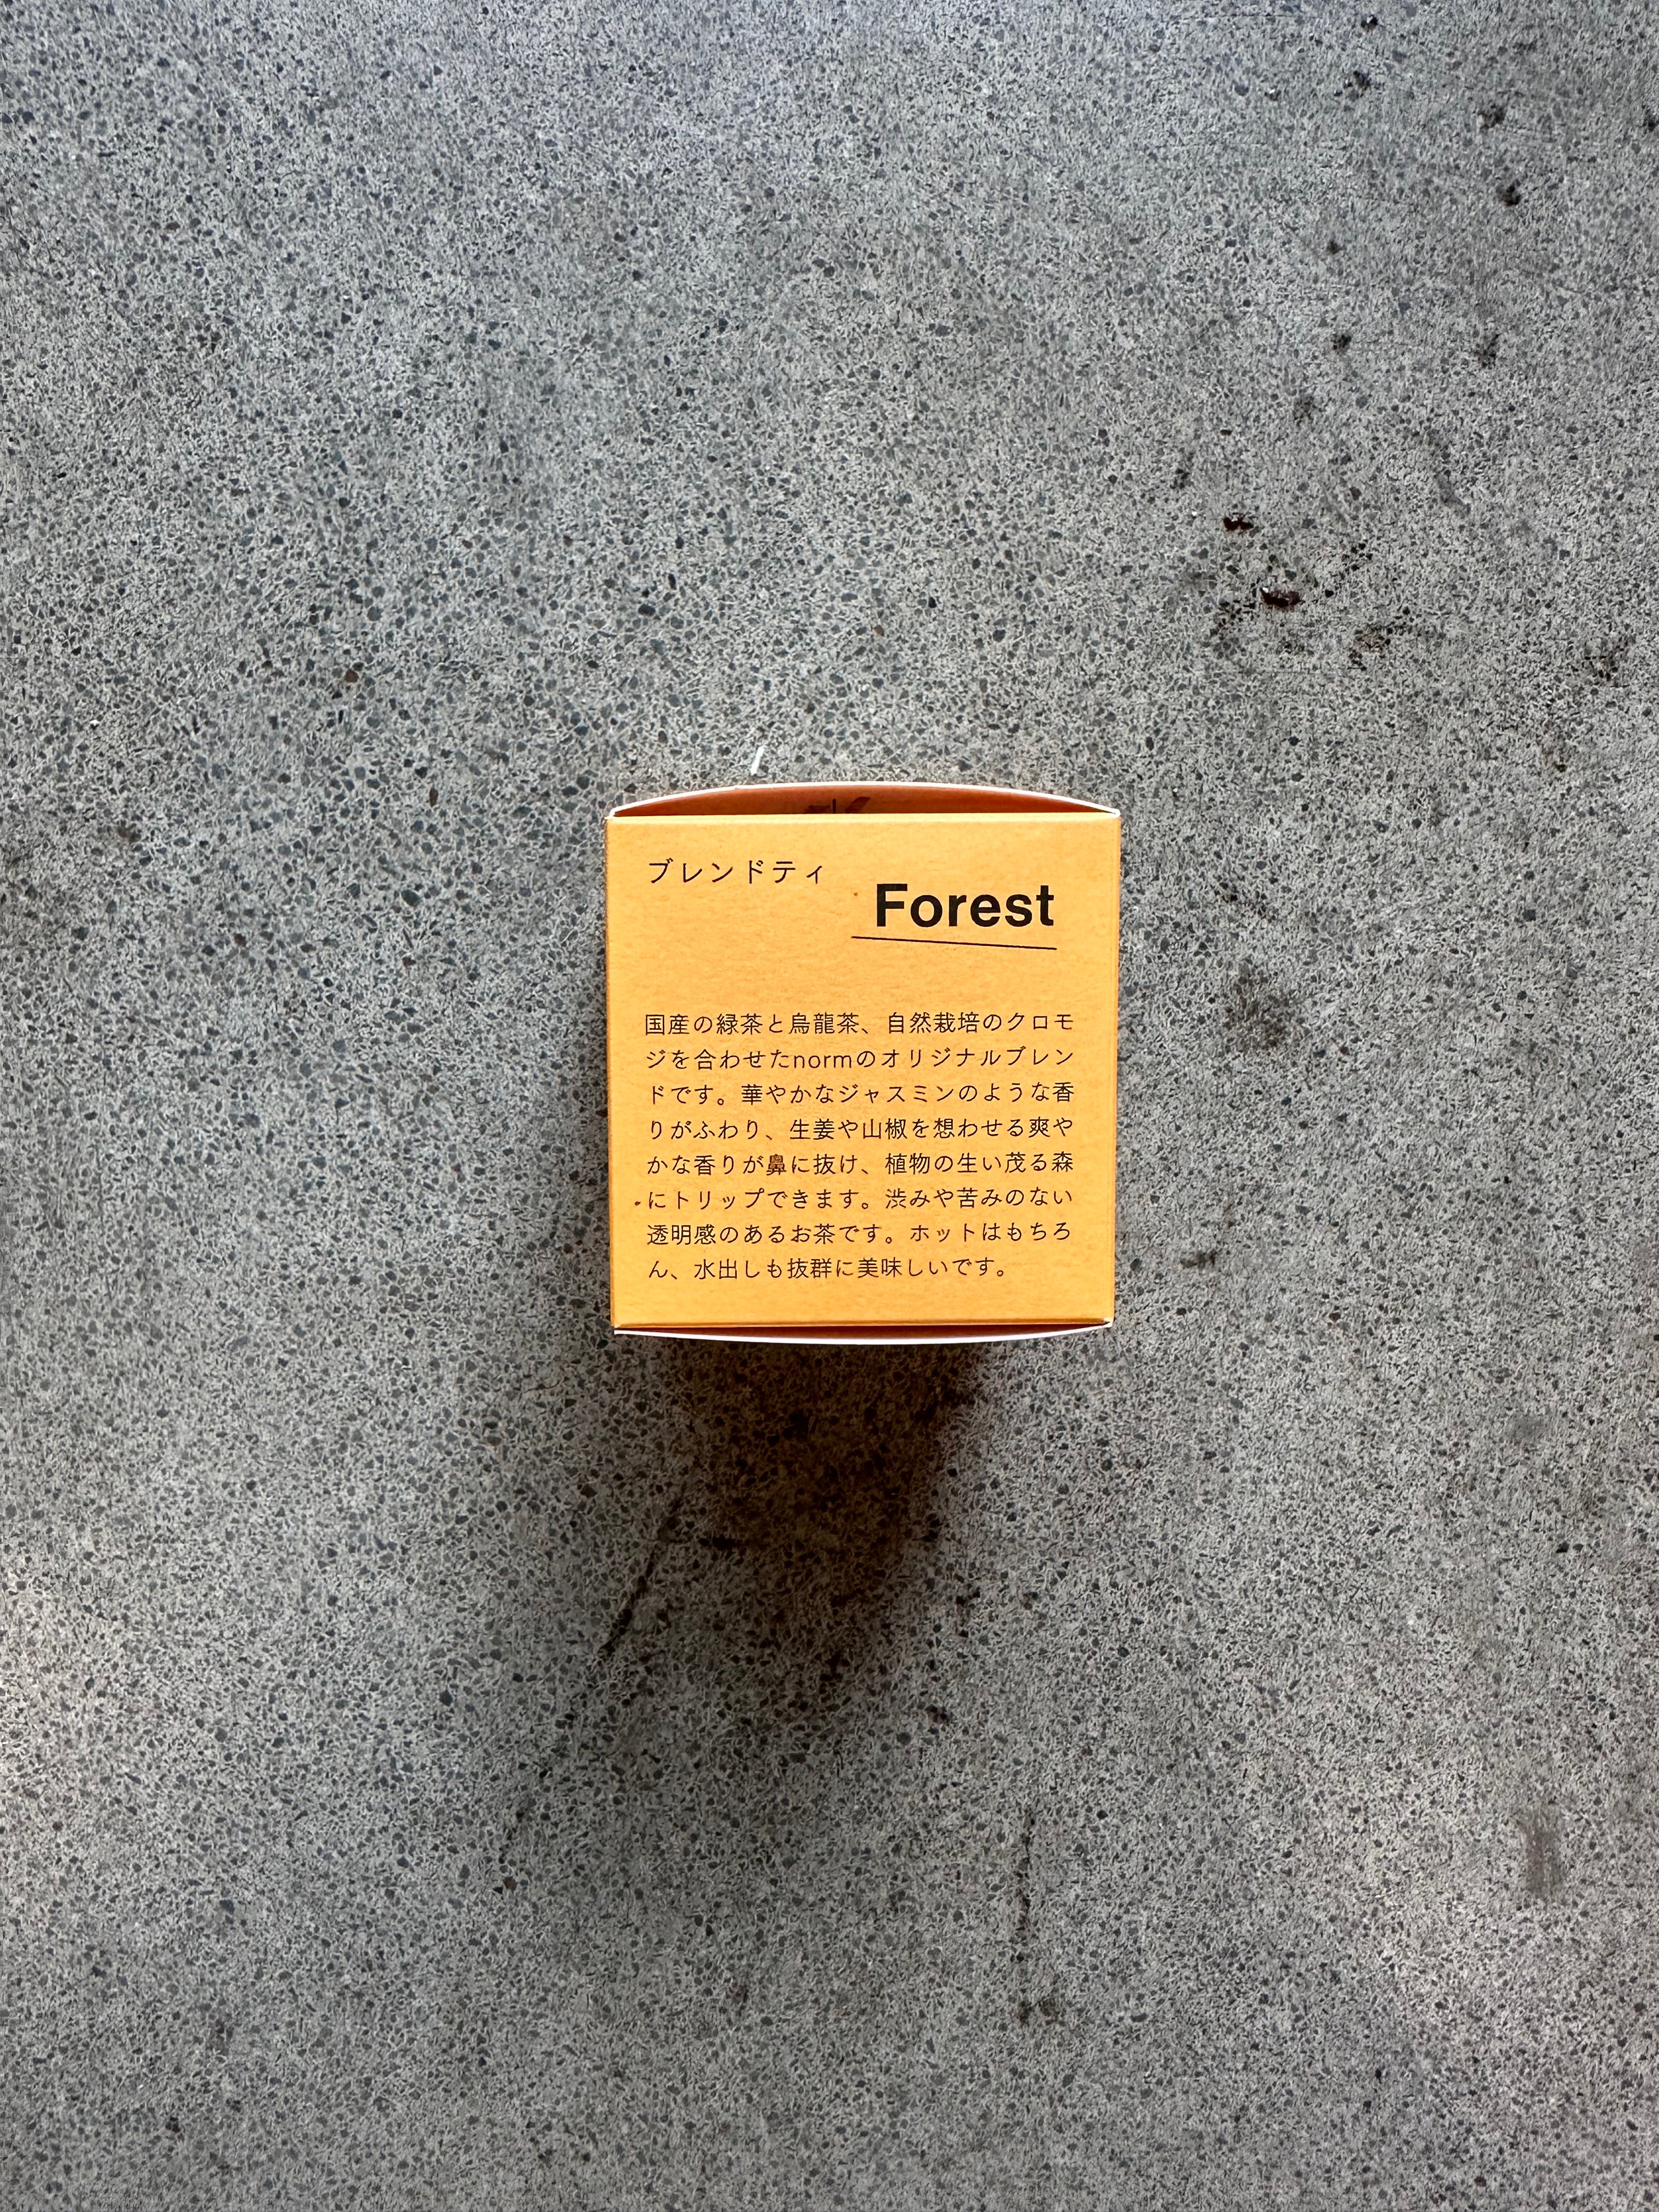 ブレンドティ
Forest
国産の緑茶と烏龍茶、自然栽培のクロモ
ジを合わせたnormのオリジナルブレン
ドです。華やかなジャスミンのような香
りがふわり、生姜や山椒を想わせる爽や
かな香りが鼻に抜け、植物の生い茂る森
にトリップできます。渋みや苦みのない
透明感のあるお茶です。ホットはもちろ
ん、水出しも抜群に美味しいです。